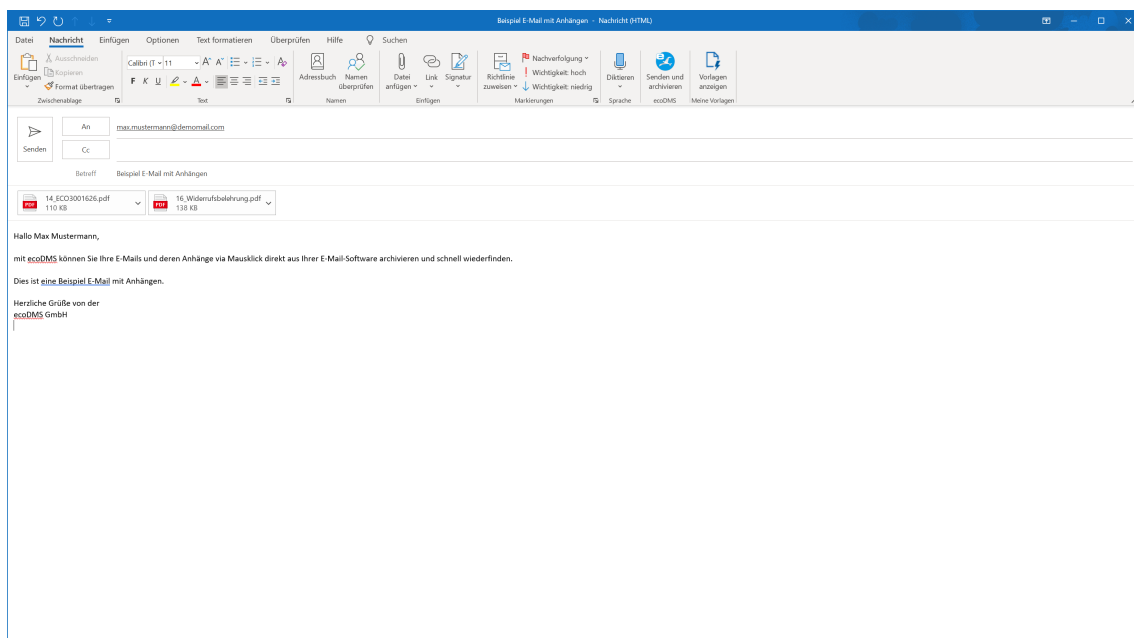 Beispiel E-Mail mit Anhängen - Nachricht (HTML)
Datei Nachricht Einfügen Optionen Text formatieren Überprüfen Hilfe Suchen
Einfügen
Ausschneiden
Kopieren
Format übertragen
Zwischenablage
Calibri (T 11
F K U
Text
Adressbuch
Namen überprüfen
Namen
Datei anfügen
Link
Signatur
Einfügen
Richtlinie zuweisen
Nachverfolgung
Wichtigkeit: hoch
Wichtigkeit: niedrig
Markierungen
Diktieren
Sprache
Senden und archivieren
ecoDMS
Vorlagen anzeigen
Meine Vorlagen
Senden
An max.mustermann@demomail.com
Cc
Betreff Beispiel E-Mail mit Anhängen
PDF 14_ECO3001626.pdf
110 KB
PDF 16_Widerrufsbelehrung.pdf
138 KB
Hallo Max Mustermann,
mit ecoDMS können Sie Ihre E-Mails und deren Anhänge via Mausklick direkt aus Ihrer E-Mail-Software archivieren und schnell wiederfinden.
Dies ist eine Beispiel E-Mail mit Anhängen.
Herzliche Grüße von der
ecoDMS GmbH